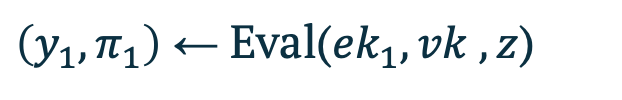 (y₁, π₁) ← Eval(ek₁, vk , z)